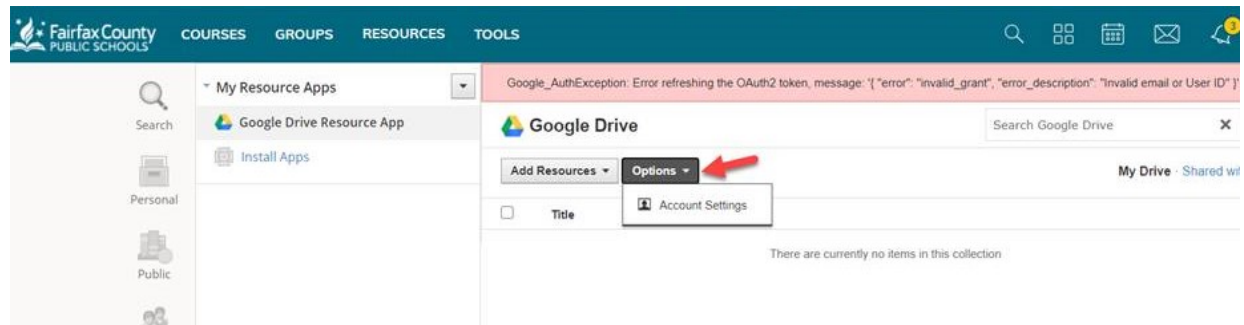 Fairfax County
PUBLIC SCHOOLS
COURSES GROUPS RESOURCES TOOLS
3
Search
Personal
Public
My Resource Apps
Google Drive Resource App
Install Apps
Google_AuthException: Error refreshing the OAuth2 token, message: '{ "error": "invalid_grant", "error_description": "Invalid email or User ID" }'
Google Drive
Search Google Drive
Add Resources Options
My Drive · Shared wit
Account Settings
Title
There are currently no items in this collection